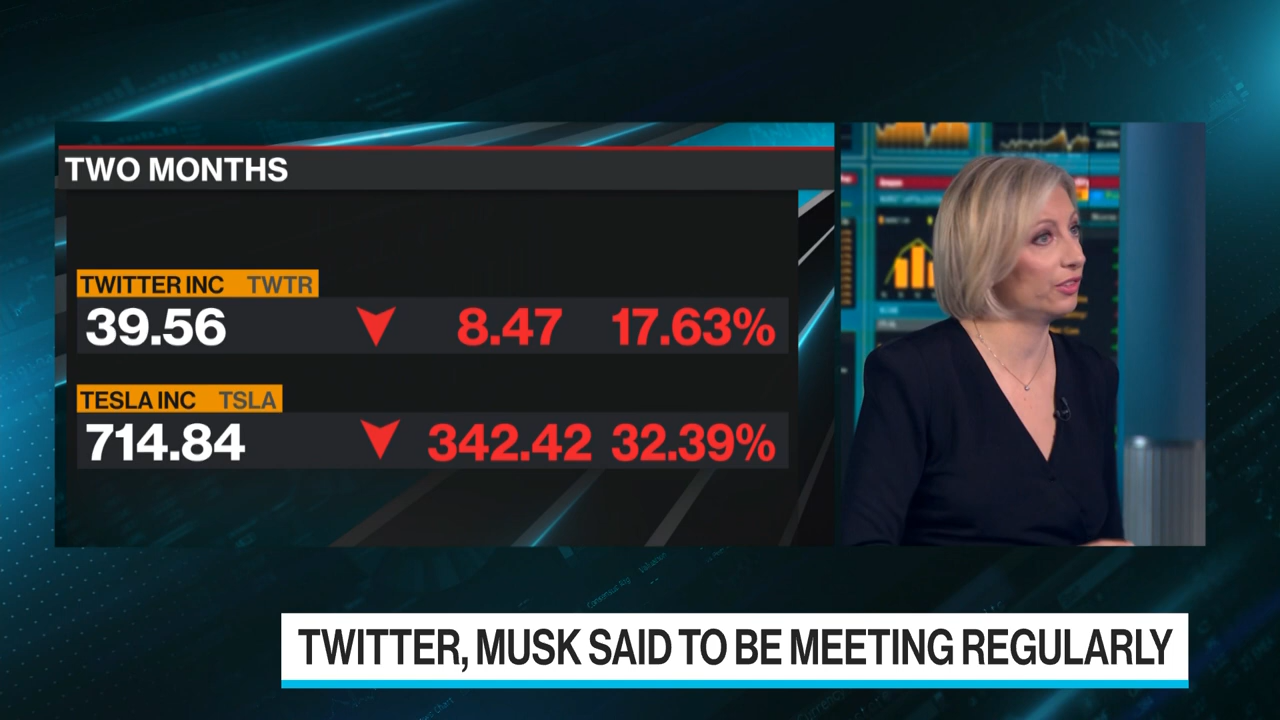 TWO MONTHS
TWITTER INC TWTR
39.56 8.47 17.63%
TESLA INC TSLA
714.84 342.42 32.39%
TWITTER, MUSK SAID TO BE MEETING REGULARLY